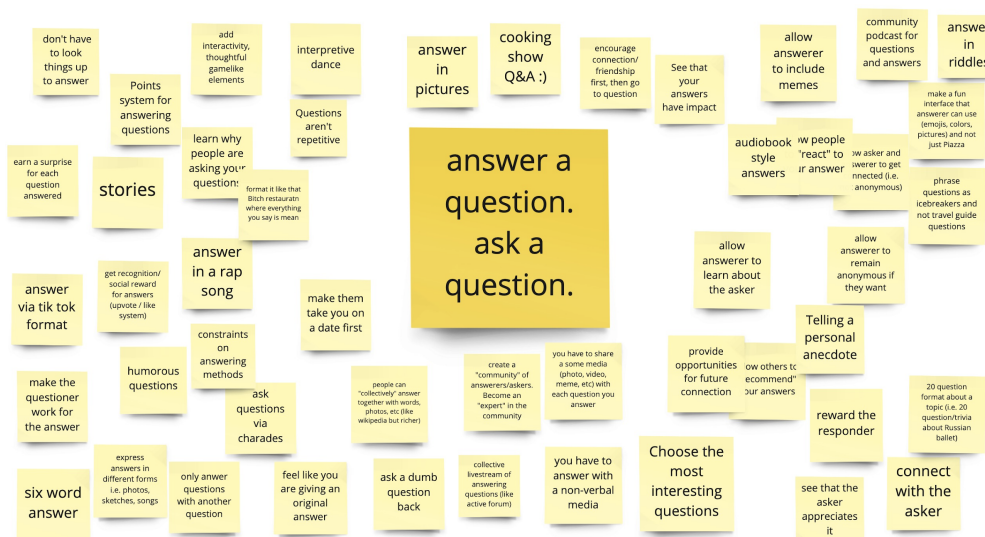 don't have
to look
things up
to answer
Points
system for
answering
questions
add
interactivity,
thoughtful
gamelike
elements
interpretive
dance
Questions
aren't
repetitive
learn why
people are
asking your
questions
earn a surprise
for each
question
answered
stories
format it like that
Bitch restauratn
where everything
you say is mean
answer
in a rap
song
get recognition/
social reward
for answers
(upvote / like
system)
answer
via tik tok
format
constraints
on
answering
methods
humorous
questions
make the
questioner
work for
the answer
ask
questions
via
charades
make them
take you on
a date first
six word
answer
express
answers in
different forms
i.e. photos,
sketches, songs
only anwer
questions
with another
question
feel like you
are giving an
original
answer
answer
in
pictures
cooking
show
Q&A :)
encourage
connection/
friendship
first, then go
to question
See that
your
answers
have impact
allow
answerer
to include
memes
community
podcast for
questions
and answers
answe
in
riddles
make a fun
interface that
answerer can use
(emojis, colors,
pictures) and not
just Piazza
audiobook
style
answers
ow people
"react" to
ur answer
ow asker and
swerer to get
nnected (i.e.
anonymous)
phrase
questions as
icebreakers and
not travel guide
questions
answer a
question.
ask a
question.
allow
answerer to
learn about
the asker
allow
answerer to
remain
anonymous if
they want
Telling a
personal
anecdote
provide
opportunities
for future
connection
ow others to
ecommend"
our answers
reward the
responder
20 question
format about a
topic (i.e. 20
question/trivia
about Russian
ballet)
people can
"collectively" answer
together with words,
photos, etc (like
wikipedia but richer)
create a
"community" of
answerers/askers.
Become an
"expert" in the
community
you have to share
a some media
(photo, video,
meme, etc) with
each question you
answer
ask a dumb
question
back
collective
livestream of
answering
questions (like
active forum)
you have to
answer with
a non-verbal
media
Choose the
most
interesting
questions
see that the
asker
appreciates
it
connect
with the
asker